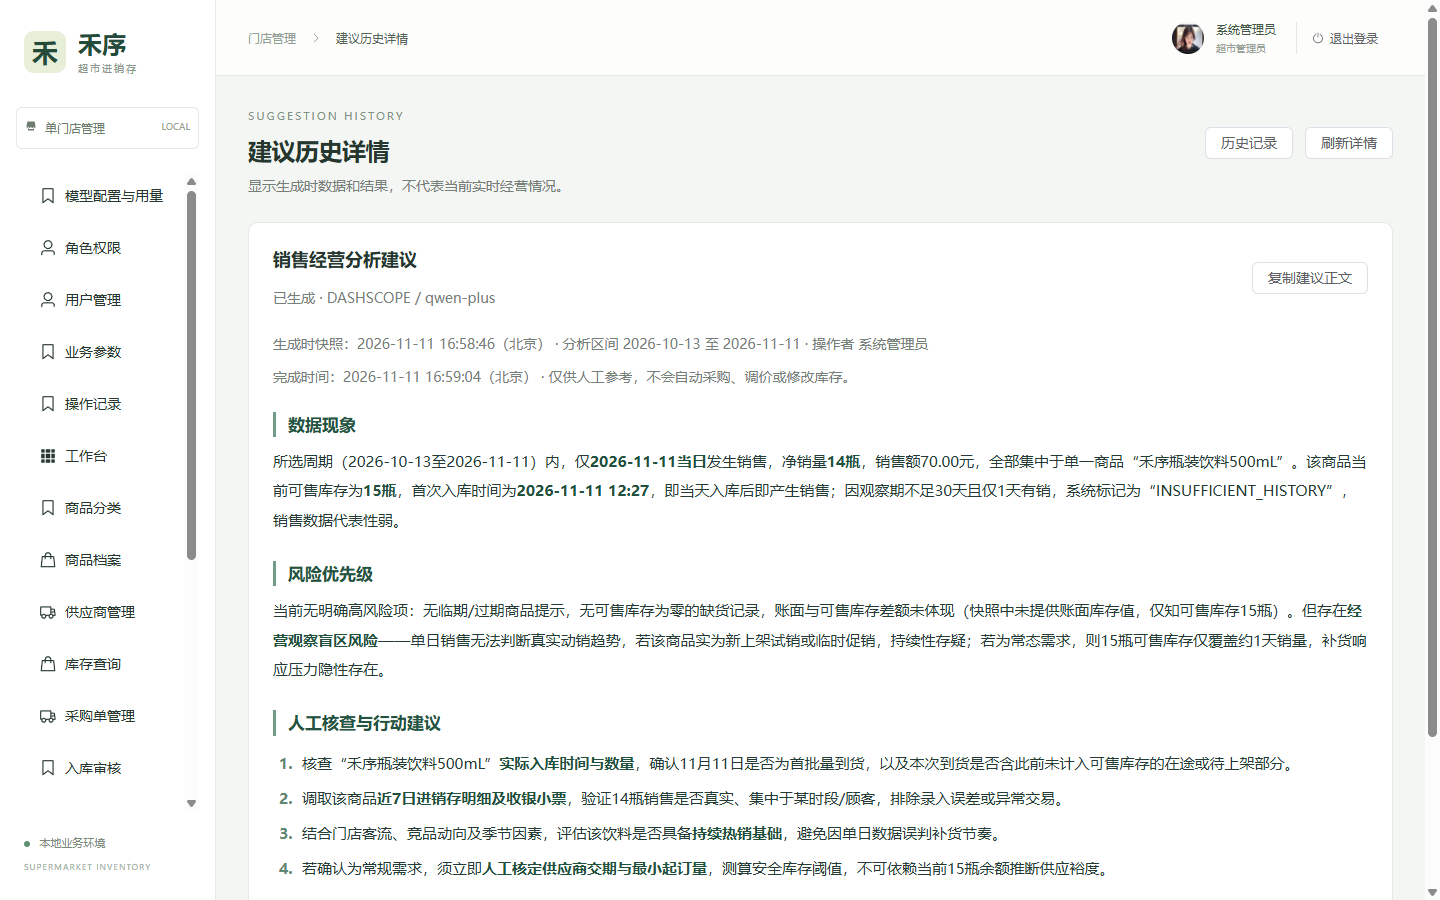 禾
禾序
超市进销存
单门店管理 LOCAL
模型配置与用量
角色权限
用户管理
业务参数
操作记录
工作台
商品分类
商品档案
供应商管理
库存查询
采购单管理
入库审核
本地业务环境
SUPERMARKET INVENTORY
门店管理 > 建议历史详情
系统管理员
超市管理员
退出登录
SUGGESTION HISTORY
建议历史详情
显示生成时数据和结果，不代表当前实时经营情况。
历史记录
刷新详情
销售经营分析建议
已生成 · DASHSCOPE / qwen-plus
复制建议正文
生成时快照：2026-11-11 16:58:46（北京） · 分析区间 2026-10-13 至 2026-11-11 · 操作者 系统管理员
完成时间：2026-11-11 16:59:04（北京） · 仅供人工参考，不会自动采购、调价或修改库存。
数据现象
所选周期（2026-10-13至2026-11-11）内，仅2026-11-11当日发生销售，净销量14瓶，销售额70.00元，全部集中于单一商品“禾序瓶装饮料500mL”。该商品当
前可售库存为15瓶，首次入库时间为2026-11-11 12:27，即当天入库后即产生销售；因观察期不足30天且仅1天有销，系统标记为“INSUFFICIENT_HISTORY”，
销售数据代表性弱。
风险优先级
当前无明确高风险项：无临期/过期商品提示，无可售库存为零的缺货记录，账面与可售库存差额未体现（快照中未提供账面库存值，仅知可售库存15瓶）。但存在经
营观察盲区风险——单日销售无法判断真实动销趋势，若该商品实为新上架试销或临时促销，持续性存疑；若为常态需求，则15瓶可售库存仅覆盖约1天销量，补货响
应压力隐性存在。
人工核查与行动建议
1. 核查“禾序瓶装饮料500mL”实际入库时间与数量，确认11月11日是否为首批量到货，以及本次到货是否含此前未计入可售库存的在途或待上架部分。
2. 调取该商品近7日进销存明细及收银小票，验证14瓶销售是否真实、集中于某时段/顾客，排除录入误差或异常交易。
3. 结合门店客流、竞品动向及季节因素，评估该饮料是否具备持续热销基础，避免因单日数据误判补货节奏。
4. 若确认为常规需求，须立即人工核定供应商交期与最小起订量，测算安全库存阈值，不可依赖当前15瓶余额推断供应裕度。